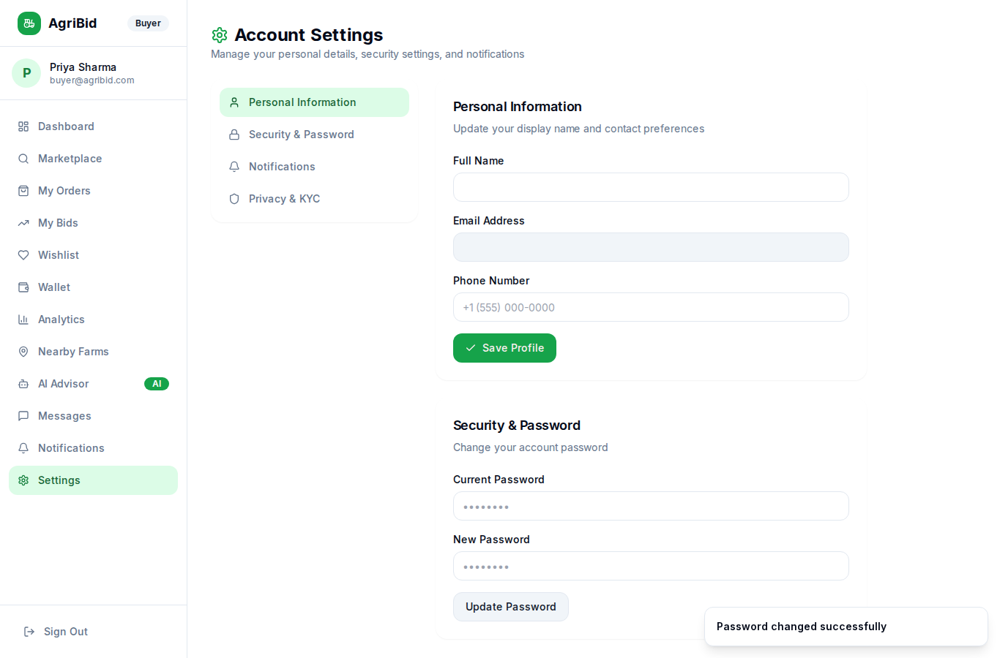 AgriBid
Buyer
P
Priya Sharma
buyer@agribid.com
Dashboard
Marketplace
My Orders
My Bids
Wishlist
Wallet
Analytics
Nearby Farms
AI Advisor
AI
Messages
Notifications
Settings
Sign Out
Account Settings
Manage your personal details, security settings, and notifications
Personal Information
Security & Password
Notifications
Privacy & KYC
Personal Information
Update your display name and contact preferences
Full Name
Email Address
Phone Number
+1 (555) 000-0000
Save Profile
Security & Password
Change your account password
Current Password
••••••••
New Password
••••••••
Update Password
Password changed successfully